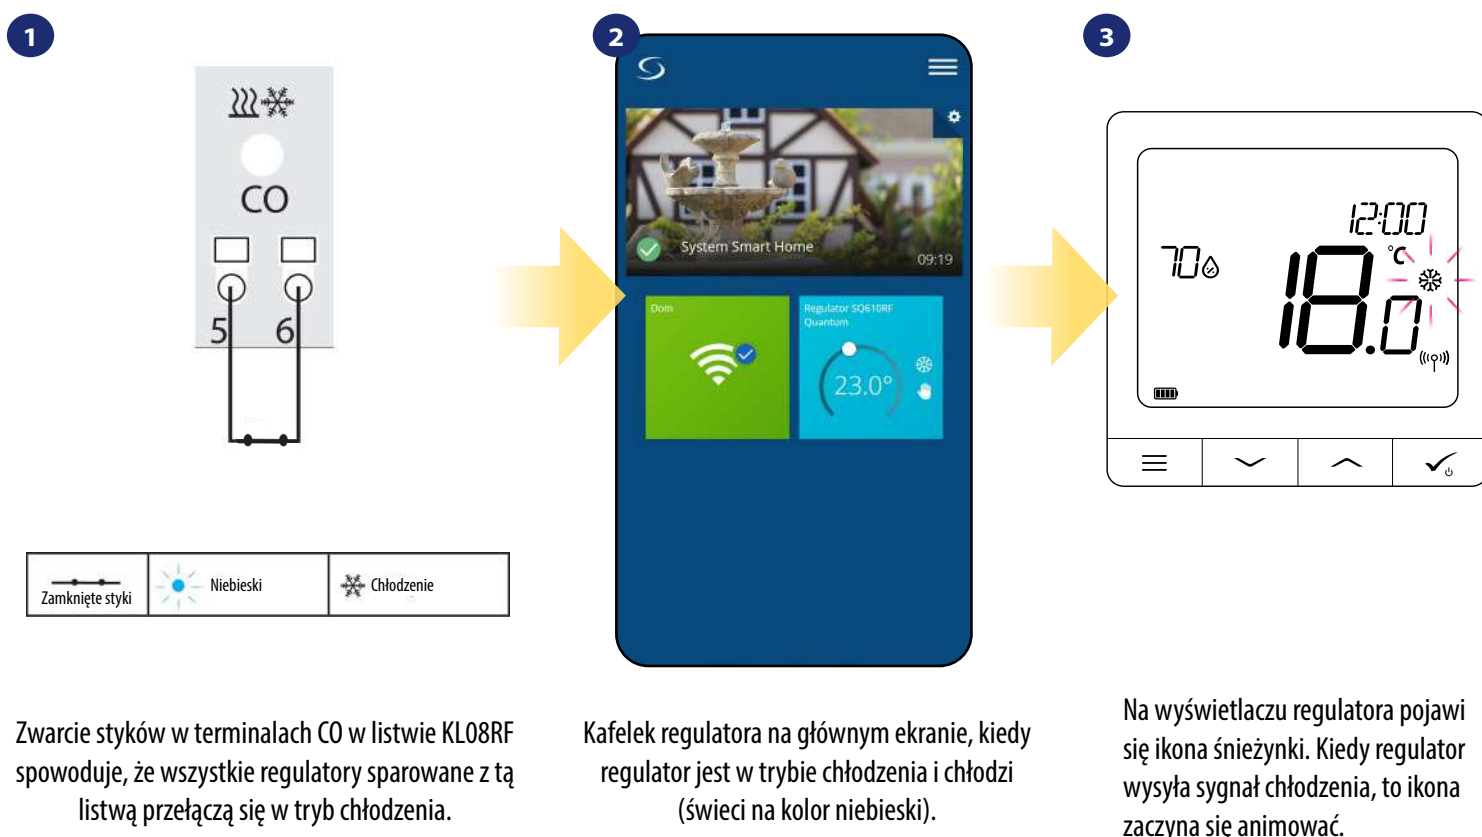 1
CO
5 6
Zamknięte styki
Niebieski
Chłodzenie
Zwarcie styków w terminalach CO w listwie KL08RF
spowoduje, że wszystkie regulatory sparowane z tą
listwą przełączą się w tryb chłodzenia.
2
System Smart Home
09:19
Dom
Regulator SQ610RF
Quantum
23.0°
Kafelek regulatora na głównym ekranie, kiedy
regulator jest w trybie chłodzenia i chłodzi
(świeci na kolor niebieski).
3
12:00
70
18.0
°C
Na wyświetlaczu regulatora pojawi
się ikona śnieżynki. Kiedy regulator
wysyła sygnał chłodzenia, to ikona
zaczyna się animować.